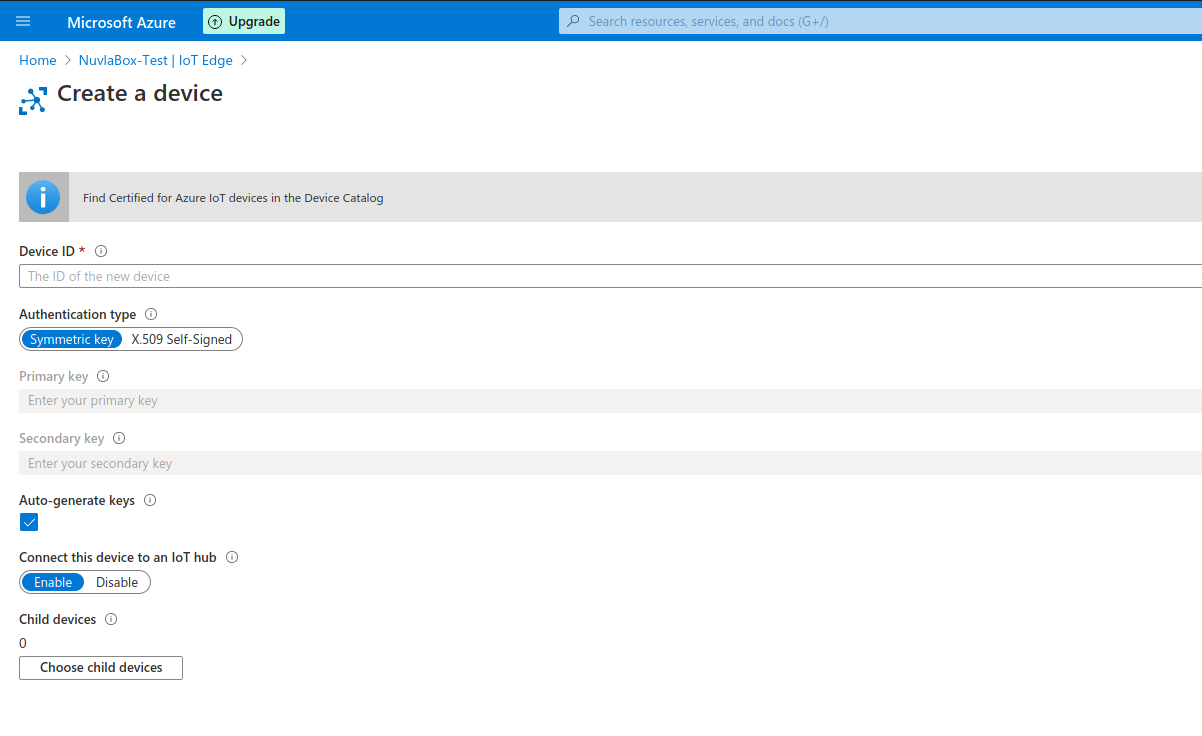 Microsoft Azure Upgrade Search resources, services, and docs (G+/)
Home > NuvlaBox-Test | IoT Edge >
Create a device
Find Certified for Azure IoT devices in the Device Catalog
Device ID *
The ID of the new device
Authentication type
Symmetric key X.509 Self-Signed
Primary key
Enter your primary key
Secondary key
Enter your secondary key
Auto-generate keys
Connect this device to an IoT hub
Enable Disable
Child devices
0
Choose child devices